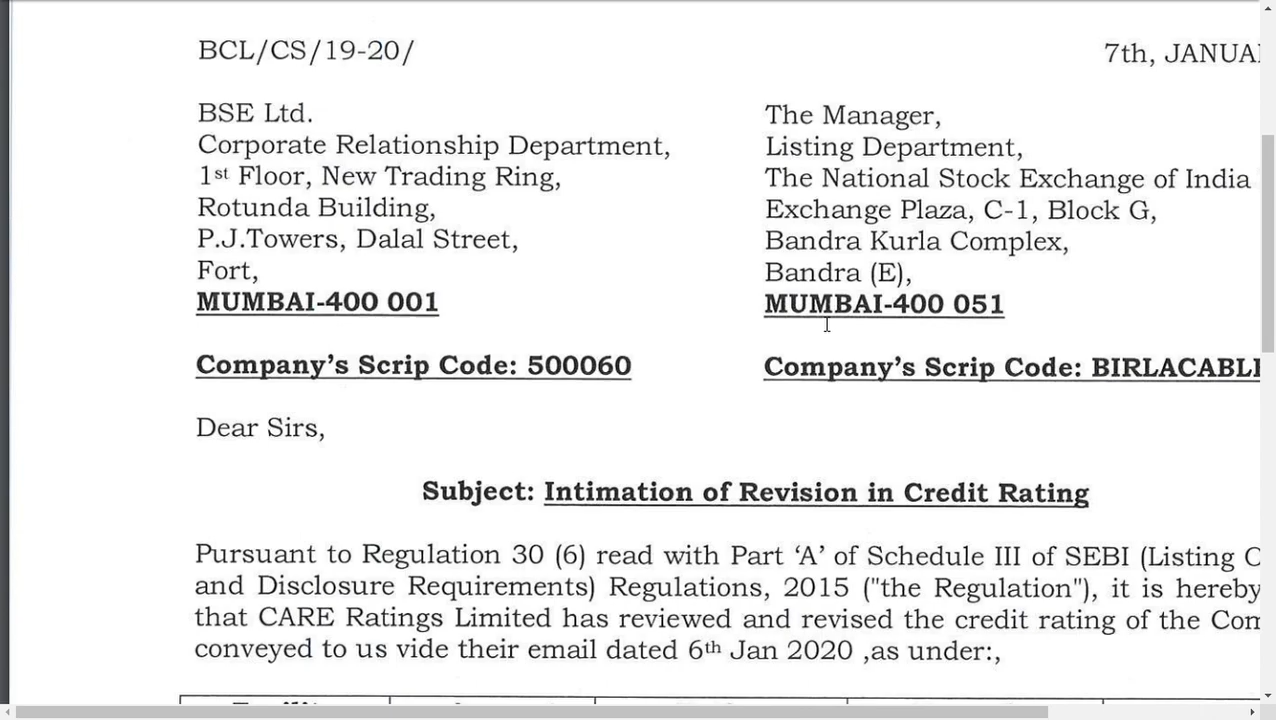 BCL/CS/19-20/
7th, JANUA
BSE Ltd.
Corporate Relationship Department,
1st Floor, New Trading Ring,
Rotunda Building,
P.J.Towers, Dalal Street,
Fort,
MUMBAI-400 001
The Manager,
Listing Department,
The National Stock Exchange of India
Exchange Plaza, C-1, Block G,
Bandra Kurla Complex,
Bandra (E),
MUMBAI-400 051
Company's Scrip Code: 500060
Company's Scrip Code: BIRLACABL
Dear Sirs,
Subject: Intimation of Revision in Credit Rating
Pursuant to Regulation 30 (6) read with Part 'A' of Schedule III of SEBI (Listing
and Disclosure Requirements) Regulations, 2015 ("the Regulation"), it is hereby
that CARE Ratings Limited has reviewed and revised the credit rating of the Com
conveyed to us vide their email dated 6th Jan 2020 ,as under:,